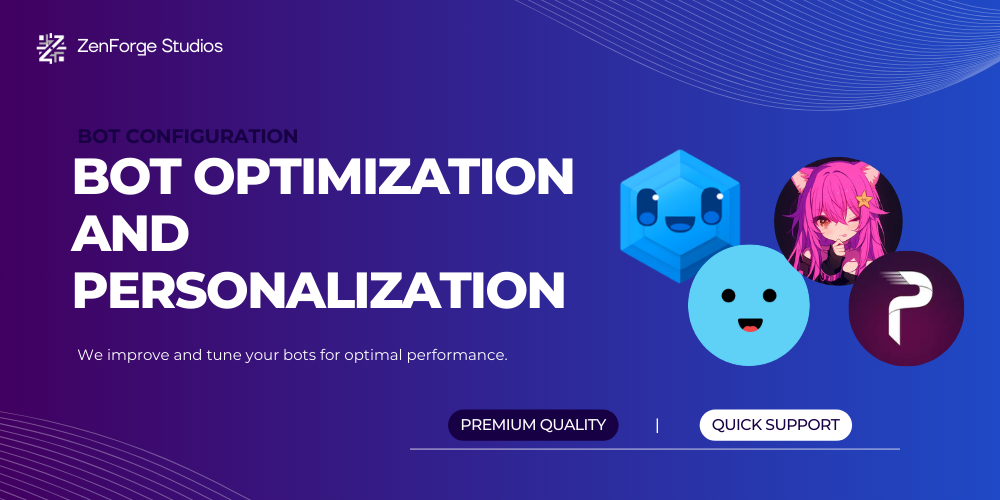 ZenForge Studios
BOT CONFIGURATION
BOT OPTIMIZATION
AND
PERSONALIZATION
We improve and tune your bots for optimal performance.
PREMIUM QUALITY | QUICK SUPPORT